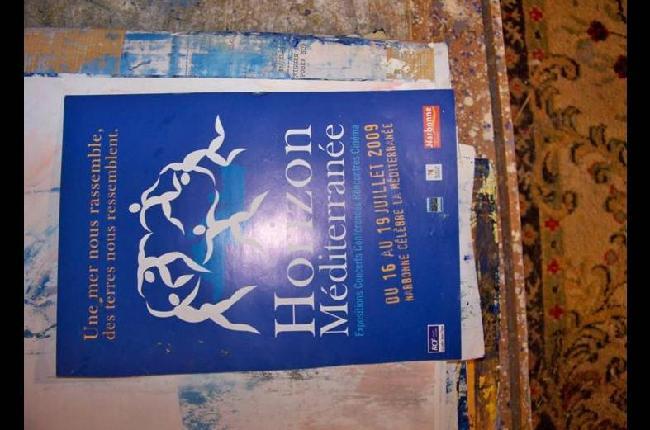 Une mer nous rassemble,
des terres nous ressemblent.
Horizon
Méditerranée
Expositions Concerts Conférences Rencontres Cinéma
DU 16 AU 19 JUILLET 2009
NARBONNE CÉLÈBRE LA MÉDITERRANÉE
Narbonne
RCF